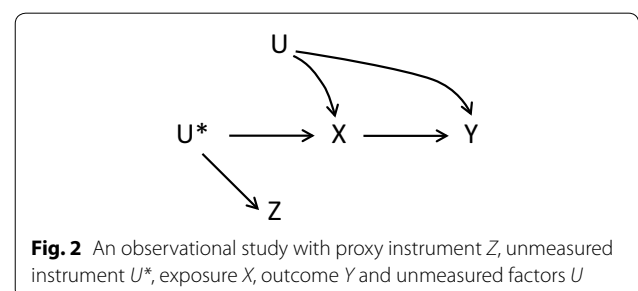 U
U* X Y
Z
Fig. 2 An observational study with proxy instrument Z, unmeasured
instrument U*, exposure X, outcome Y and unmeasured factors U